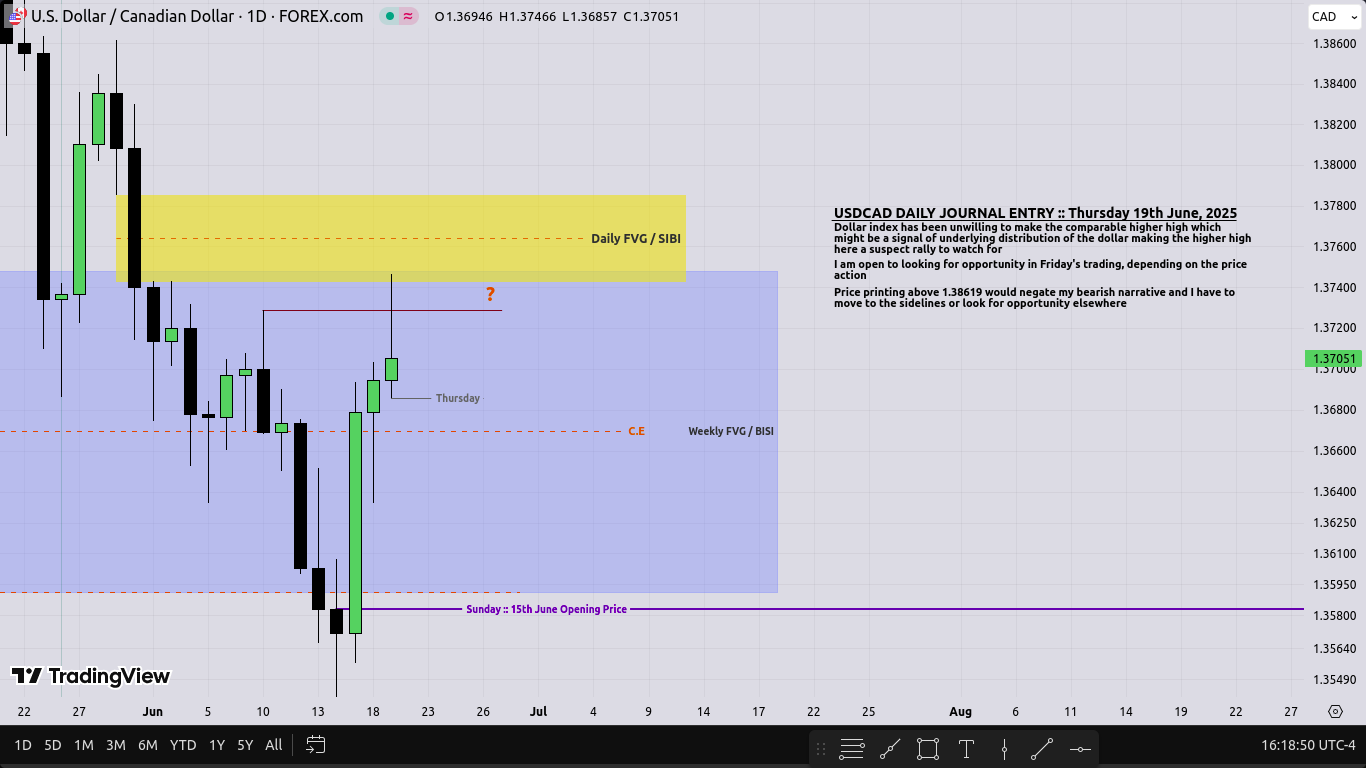 U.S. Dollar / Canadian Dollar · 1D · FOREX.com O1.36946 H1.37466 L1.36857 C1.37051
CAD
1.38600
1.38400
1.38200
1.38000
1.37800
1.37600
1.37400
1.37200
1.37051
1.37000
1.36800
1.36600
1.36400
1.36250
1.36100
1.35950
1.35800
1.35640
1.35490
USDCAD DAILY JOURNAL ENTRY :: Thursday 19th June, 2025
Dollar index has been unwilling to make the comparable higher high which
might be a signal of underlying distribution of the dollar making the higher high
here a suspect rally to watch for
I am open to looking for opportunity in Friday's trading, depending on the price
action
Price printing above 1.38619 would negate my bearish narrative and I have to
move to the sidelines or look for opportunity elsewhere
Daily FVG / SIBI
?
Thursday
C.E
Weekly FVG / BISI
Sunday :: 15th June Opening Price
TradingView
22 27 Jun 5 10 13 18 23 26 Jul 4 9 14 17 22 25 Aug 6 11 14 19 22 27
1D 5D 1M 3M 6M YTD 1Y 5Y All
16:18:50 UTC-4